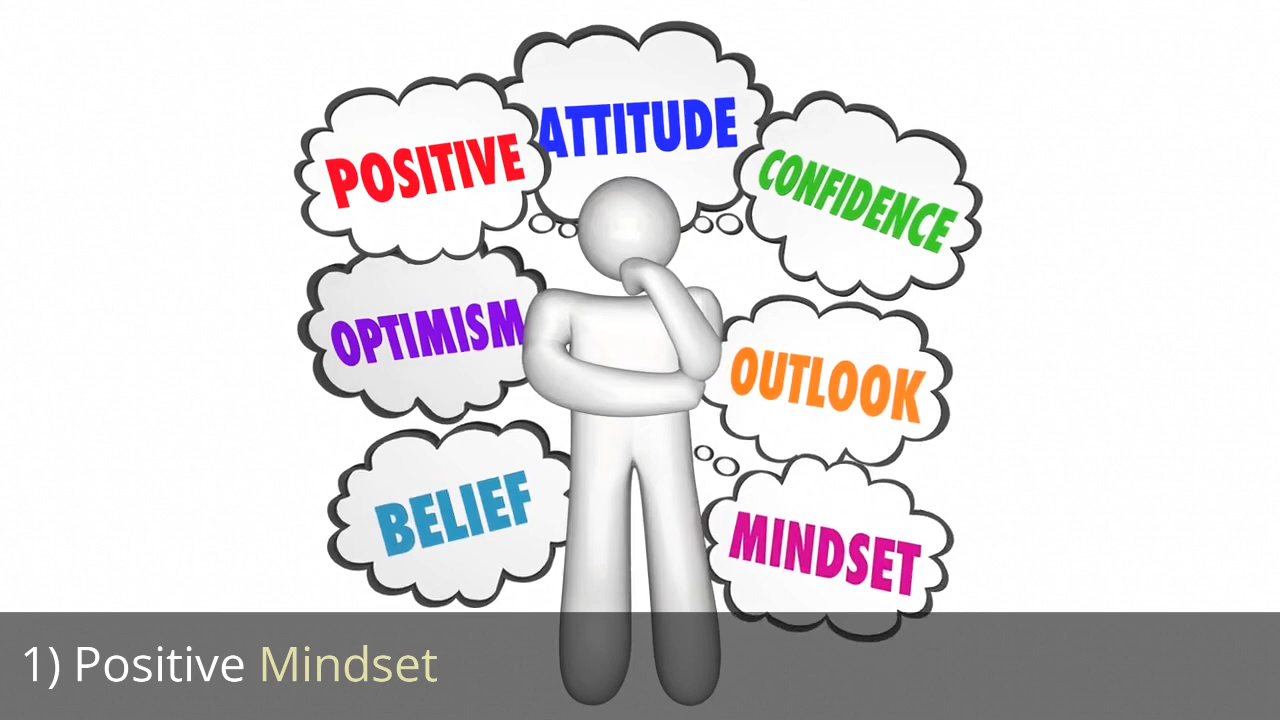 ATTITUDE
POSITIVE
CONFIDENCE
OPTIMISM
OUTLOOK
BELIEF
MINDSET
1) Positive Mindset